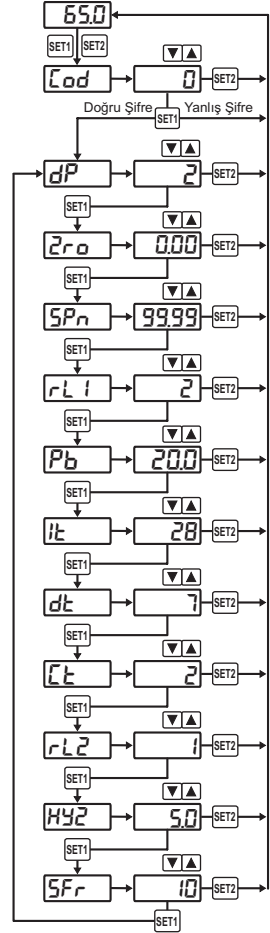 65.0
SET1 SET2
▼ ▲
Cod 0 SET2
Doğru Şifre SET1 Yanlış Şifre
▼ ▲
dP 2 SET2
SET1
▼ ▲
2ro 0.00 SET2
SET1
▼ ▲
SPn 99.99 SET2
SET1
▼ ▲
rL1 2 SET2
SET1
▼ ▲
Pb 20.0 SET2
SET1
▼ ▲
It 28 SET2
SET1
▼ ▲
dt 7 SET2
SET1
▼ ▲
Ct 2 SET2
SET1
▼ ▲
rL2 1 SET2
SET1
▼ ▲
HY2 5.0 SET2
SET1
▼ ▲
SFr 10 SET2
SET1